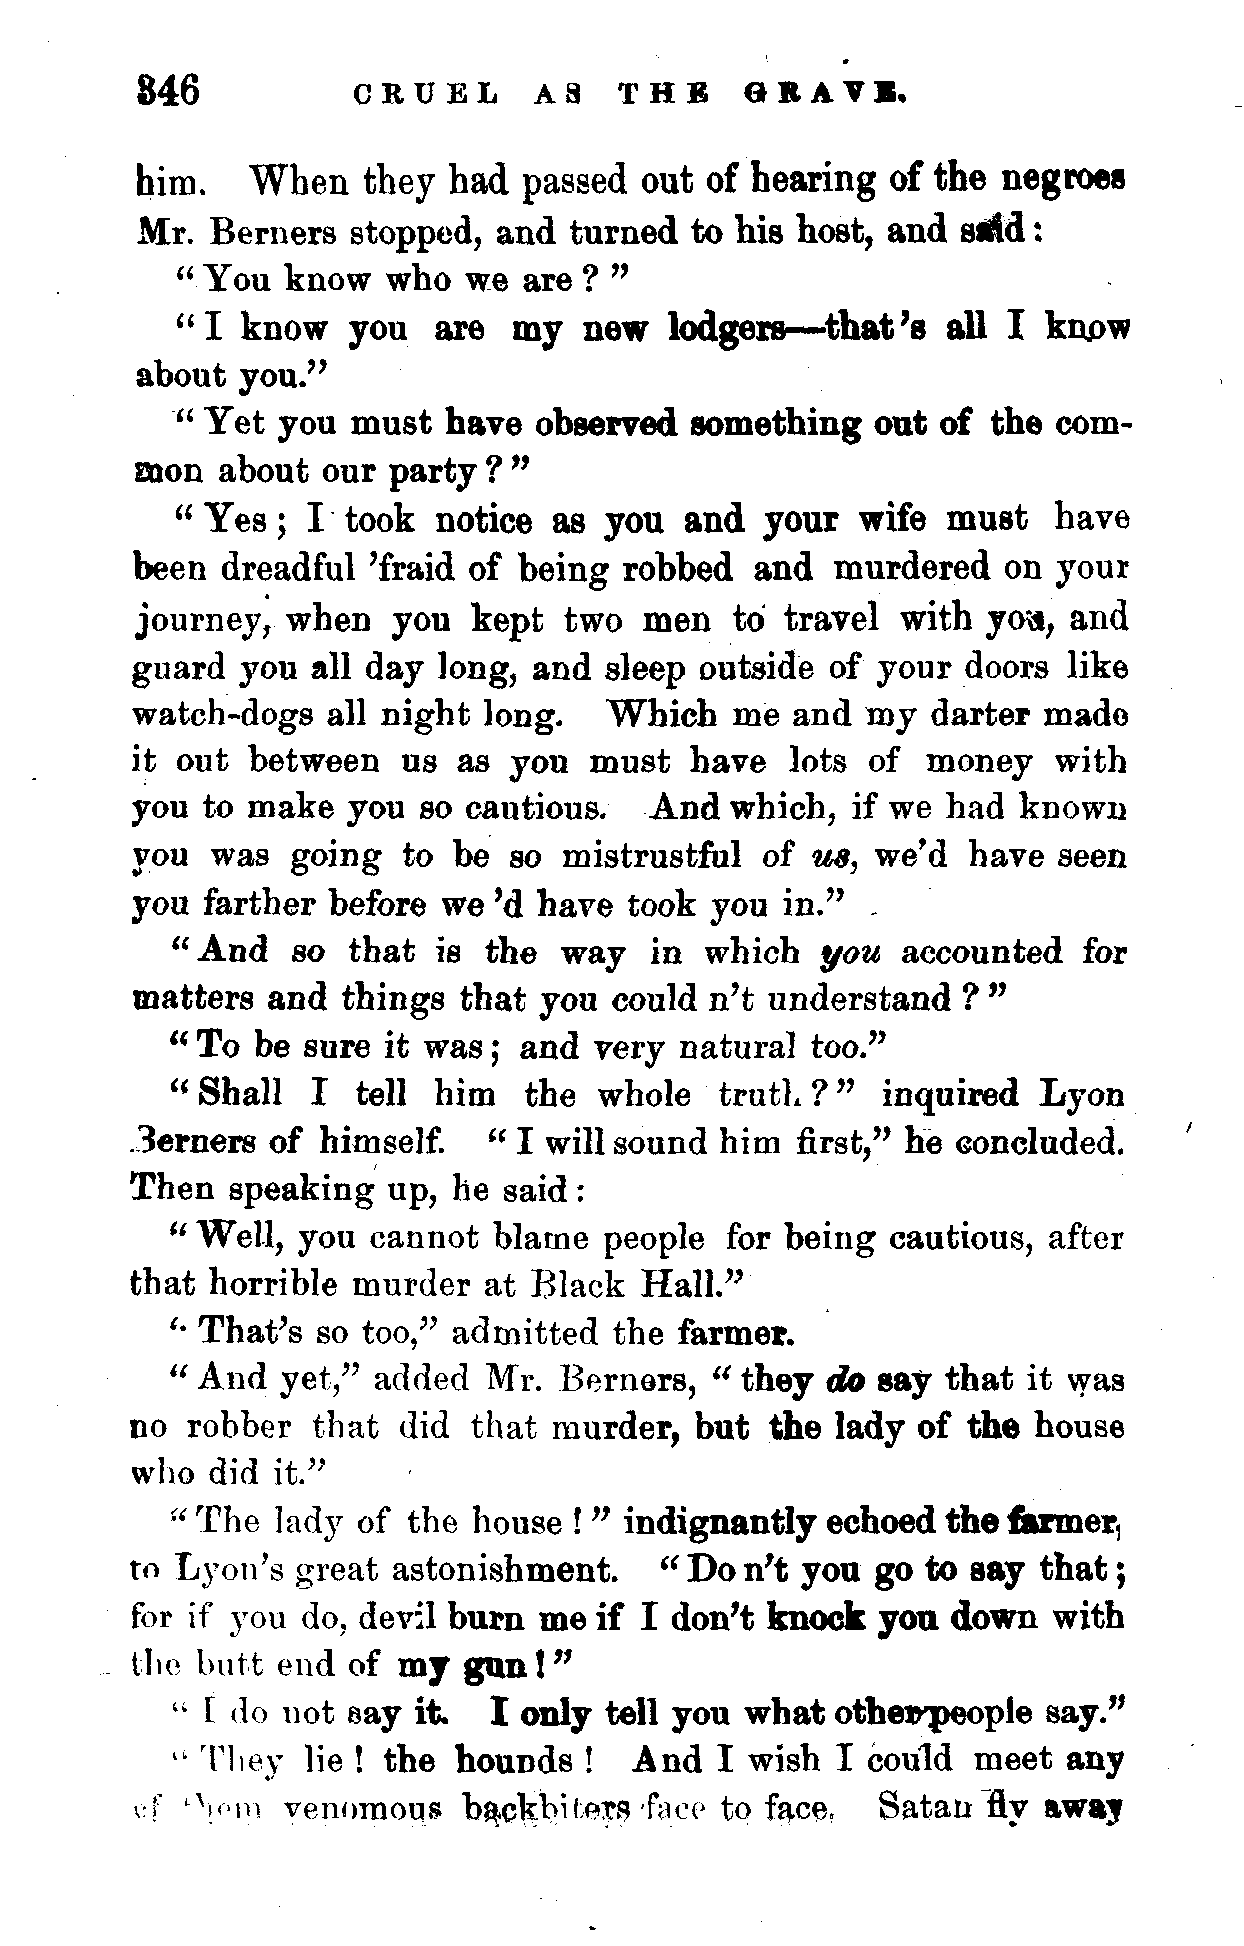 346 CRUEL AS THE GRAVE.
him. When they had passed out of hearing of the negroes
Mr. Berners stopped, and turned to his host, and said:
“You know who we are?”
“I know you are my new lodgers—that's all I know
about you.”
“Yet you must have observed something out of the com-
mon about our party?”
“Yes; I took notice as you and your wife must have
been dreadful 'fraid of being robbed and murdered on your
journey, when you kept two men to travel with you, and
guard you all day long, and sleep outside of your doors like
watch-dogs all night long. Which me and my darter made
it out between us as you must have lots of money with
you to make you so cautious. And which, if we had known
you was going to be so mistrustful of us, we'd have seen
you farther before we 'd have took you in.”
“And so that is the way in which you accounted for
matters and things that you could n't understand?”
“To be sure it was; and very natural too.”
“Shall I tell him the whole truth?” inquired Lyon
Berners of himself. “I will sound him first,” he concluded.
Then speaking up, he said:
“Well, you cannot blame people for being cautious, after
that horrible murder at Black Hall.”
“That's so too,” admitted the farmer.
“And yet,” added Mr. Berners, “they do say that it was
no robber that did that murder, but the lady of the house
who did it.”
“The lady of the house!” indignantly echoed the farmer,
to Lyon's great astonishment. “Do n't you go to say that;
for if you do, devil burn me if I don't knock you down with
the butt end of my gun!”
“I do not say it. I only tell you what other people say.”
“They lie! the hounds! And I wish I could meet any
of them venomous backbiters face to face. Satan fly away